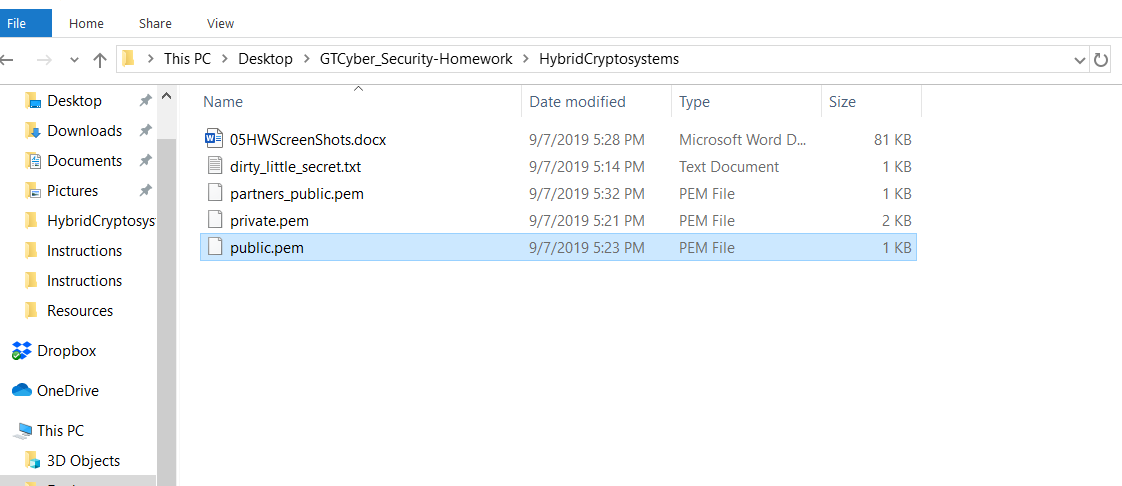 File Home Share View
This PC Desktop GTCyber_Security-Homework HybridCryptosystems
Desktop
Downloads
Documents
Pictures
HybridCryptosys
Instructions
Instructions
Resources
Dropbox
OneDrive
This PC
3D Objects
Name Date modified Type Size
05HWScreenShots.docx 9/7/2019 5:28 PM Microsoft Word D... 81 KB
dirty_little_secret.txt 9/7/2019 5:14 PM Text Document 1 KB
partners_public.pem 9/7/2019 5:32 PM PEM File 1 KB
private.pem 9/7/2019 5:21 PM PEM File 2 KB
public.pem 9/7/2019 5:23 PM PEM File 1 KB